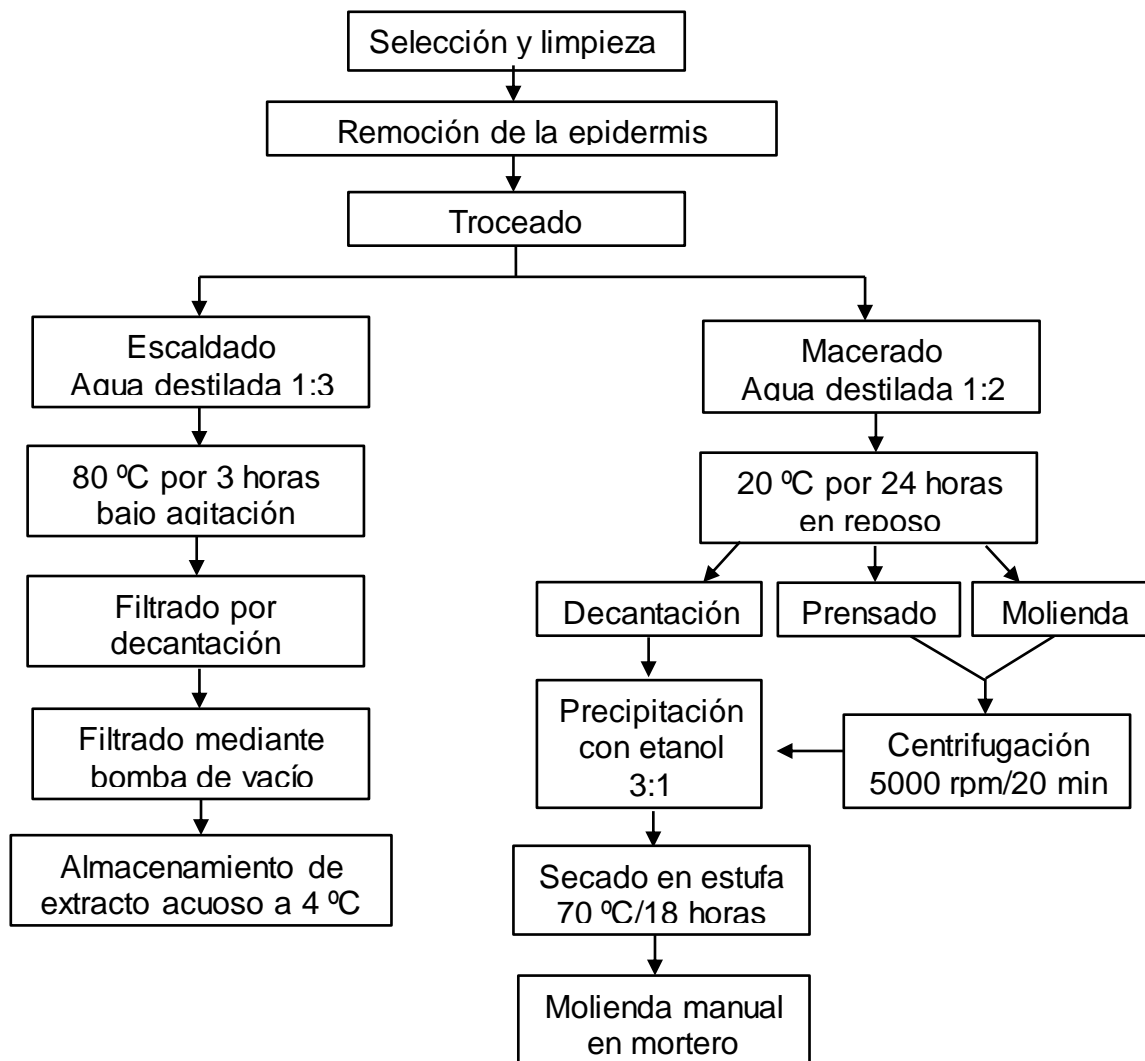 Selección y limpieza
Remoción de la epidermis
Troceado
Escaldado
Agua destilada 1:3
80 ºC por 3 horas
bajo agitación
Filtrado por
decantación
Filtrado mediante
bomba de vacío
Almacenamiento de
extracto acuoso a 4 ºC
Macerado
Agua destilada 1:2
20 ºC por 24 horas
en reposo
Decantación
Prensado
Molienda
Precipitación
con etanol
3:1
Centrifugación
5000 rpm/20 min
Secado en estufa
70 ºC/18 horas
Molienda manual
en mortero